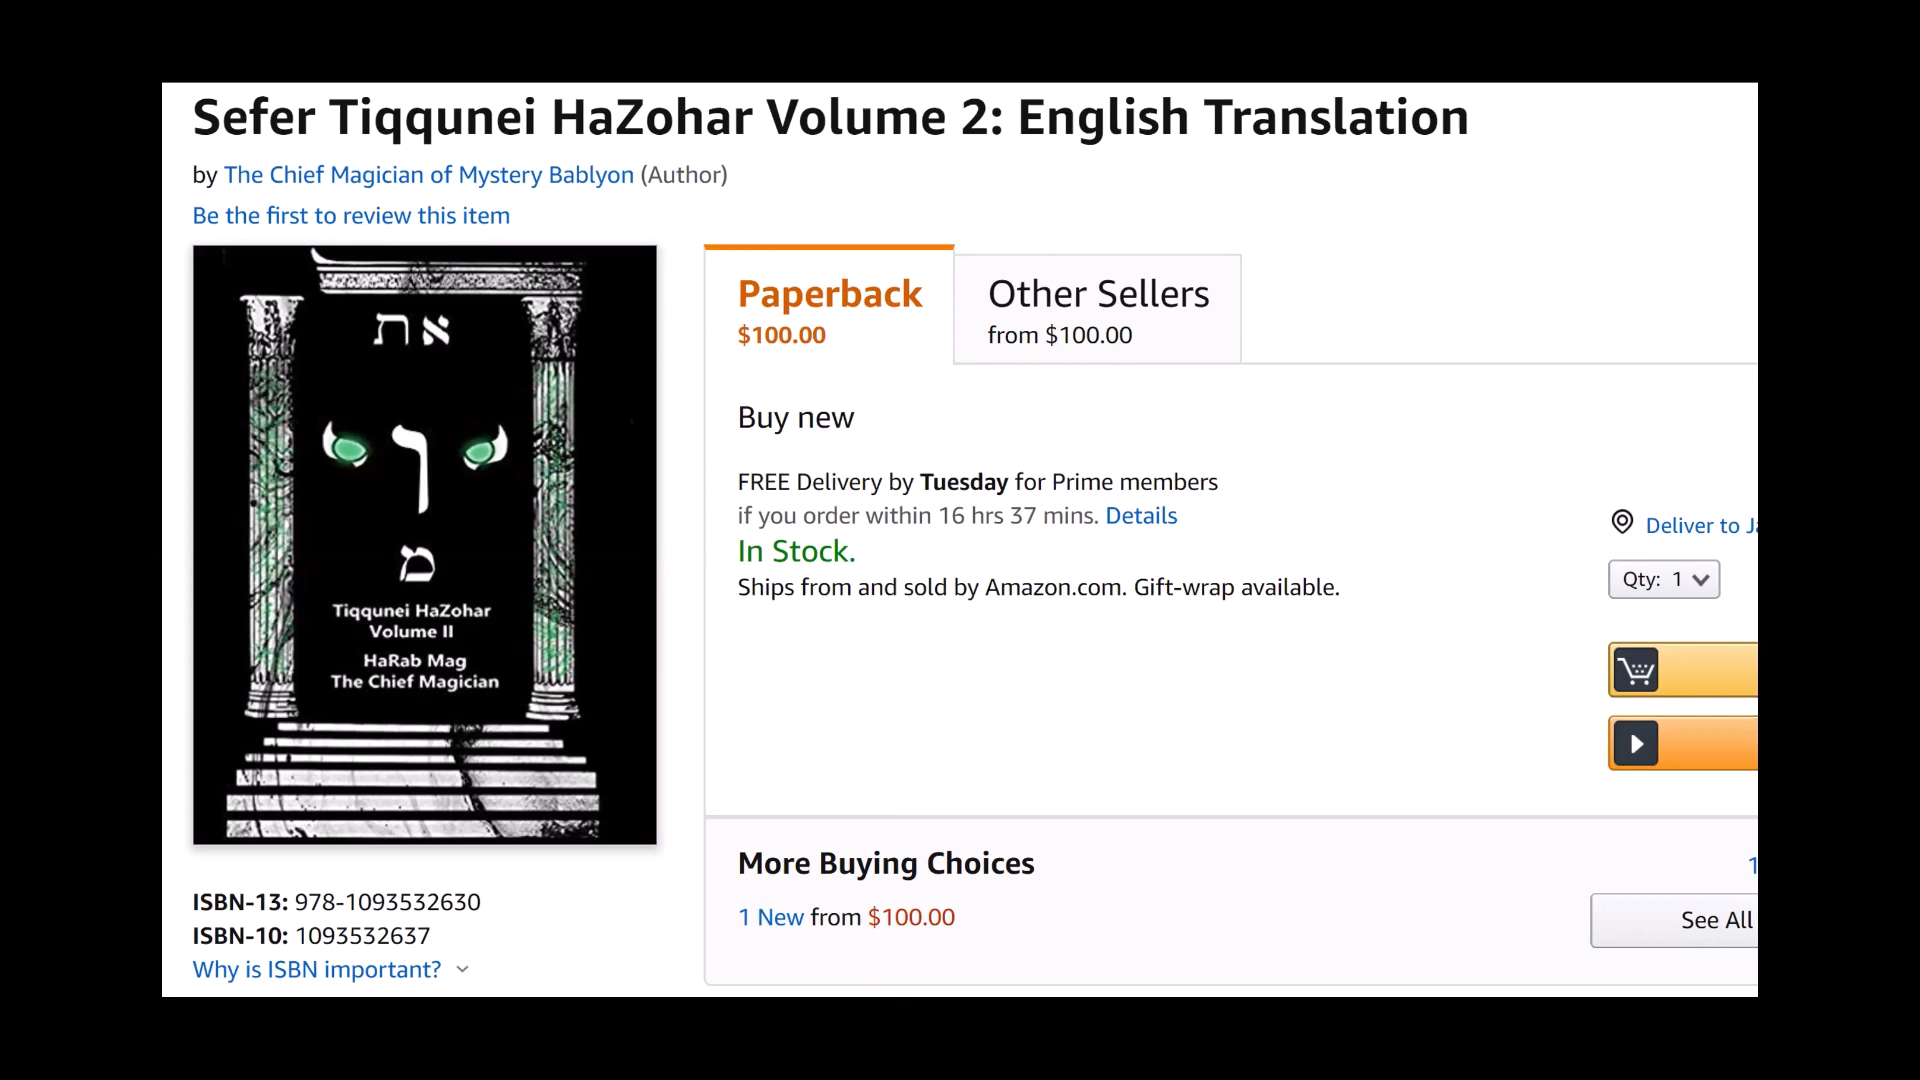 Sefer Tiqqunei HaZohar Volume 2: English Translation
by The Chief Magician of Mystery Bablyon (Author)
Be the first to review this item
את
ך
מ
Tiqqunei HaZohar
Volume II
HaRab Mag
The Chief Magician
ISBN-13: 978-1093532630
ISBN-10: 1093532637
Why is ISBN important?
Paperback
$100.00
Other Sellers
from $100.00
Buy new
FREE Delivery by Tuesday for Prime members
if you order within 16 hrs 37 mins. Details
In Stock.
Ships from and sold by Amazon.com. Gift-wrap available.
Deliver to
Qty: 1
More Buying Choices
1 New from $100.00
See All